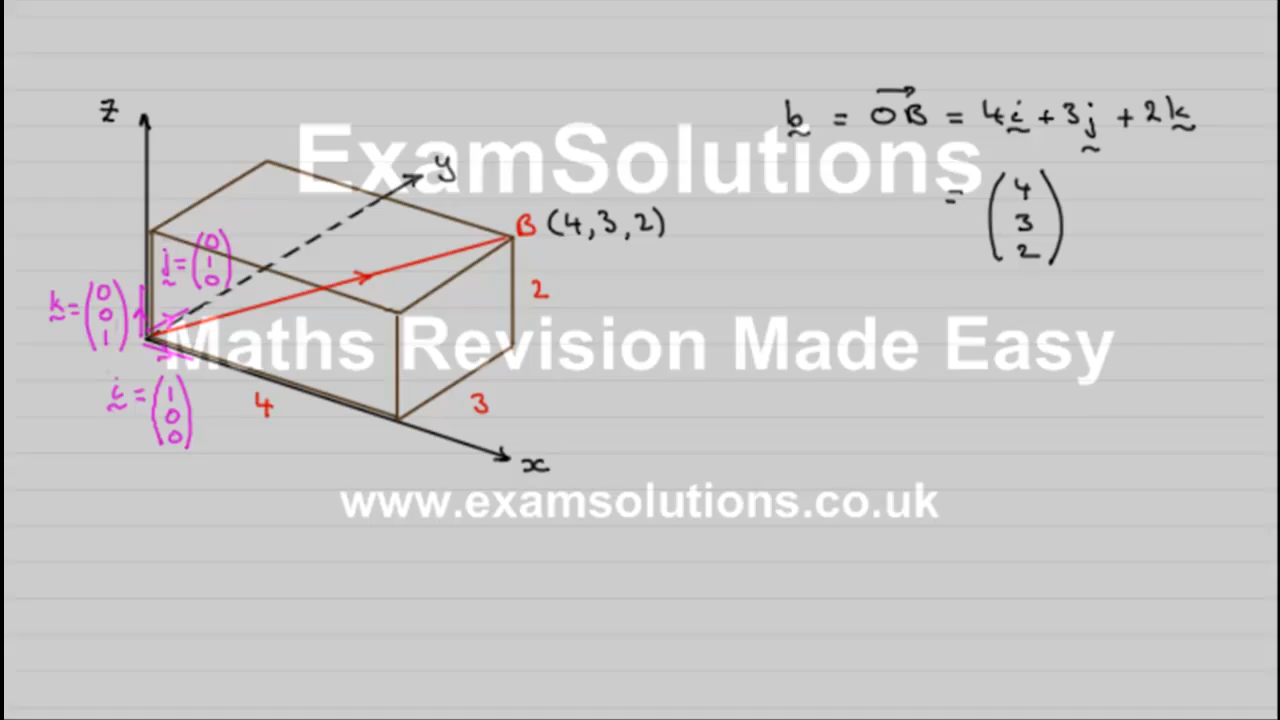 z
b = OB = 4i + 3j + 2k
ExamSolutions
y
= (4 3 2)
B (4, 3, 2)
j = (0 1 0)
2
k = (0 0 1)
Maths Revision Made Easy
i = (1 0 0)
4
3
x
www.examsolutions.co.uk